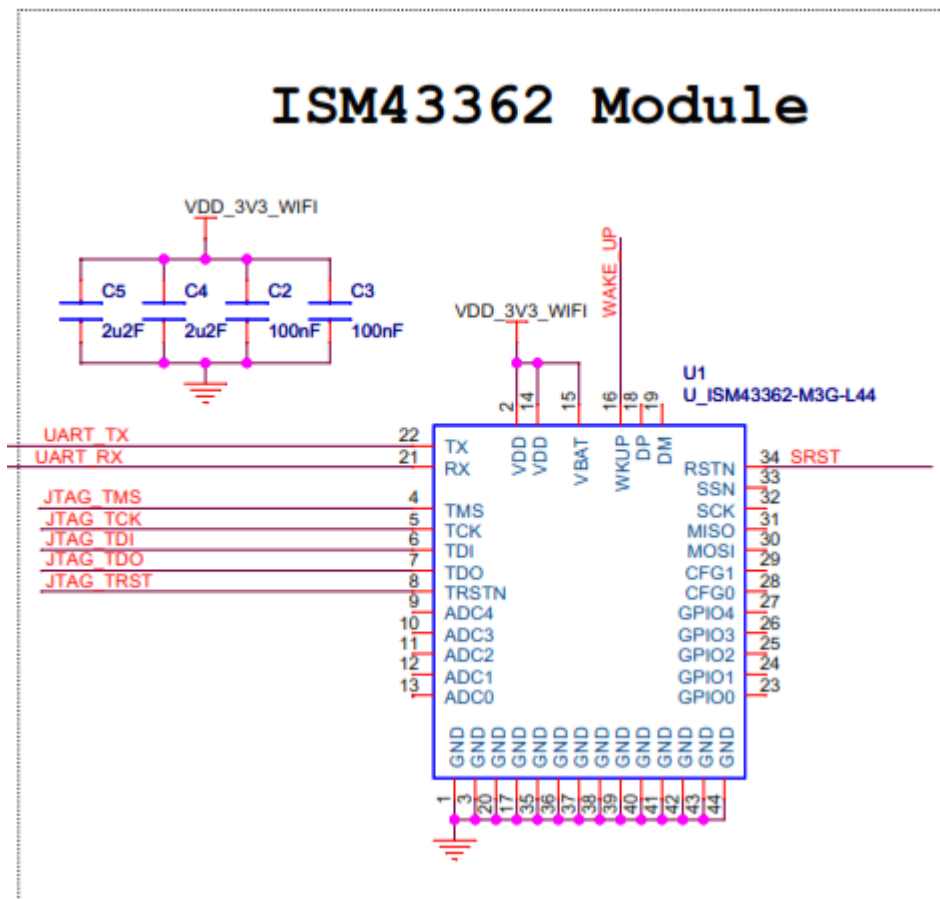 ISM43362 Module
VDD_3V3_WIFI
C5 C4 C2 C3
2u2F 2u2F 100nF 100nF
VDD_3V3_WIFI
WAKE_UP
U1
U_ISM43362-M3G-L44
2 14 15 16 18 19
VDD VDD VBAT WKUP DP DM
UART_TX 22 TX
UART_RX 21 RX
JTAG_TMS 4 TMS
JTAG_TCK 5 TCK
JTAG_TDI 6 TDI
JTAG_TDO 7 TDO
JTAG_TRST 8 TRSTN
9 ADC4
10 ADC3
11 ADC2
12 ADC1
13 ADC0
RSTN 34 SRST
SSN 33
SCK 32
MISO 31
MOSI 30
CFG1 29
CFG0 28
GPIO4 27
GPIO3 26
GPIO2 25
GPIO1 24
GPIO0 23
GND GND GND GND GND GND GND GND GND GND GND GND GND GND
1 3 20 17 35 36 37 38 39 40 41 42 43 44